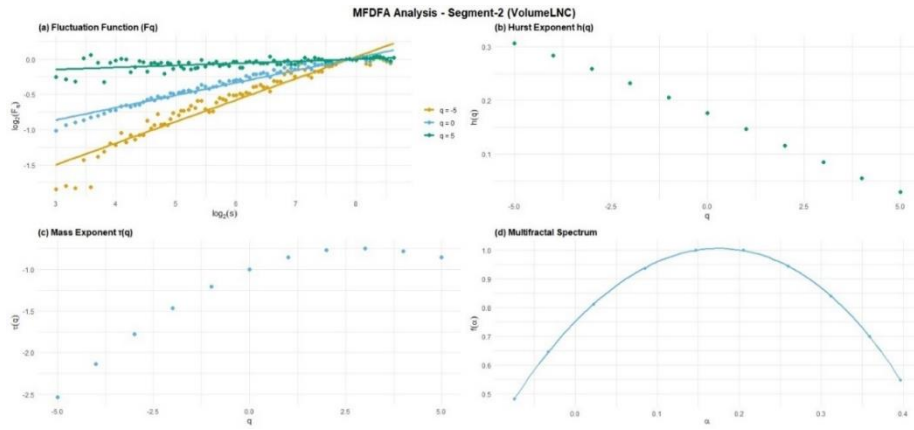 MFDFA Analysis - Segment-2 (VolumeLNC)
(a) Fluctuation Function (Fq)
log₂(Fq)
0.0
-0.5
-1.0
-1.5
3
4
5
6
7
8
log₂(s)
q = -5
q = 0
q = 5
(b) Hurst Exponent h(q)
h(q)
0.3
0.2
0.1
-5.0
-2.5
0.0
2.5
5.0
q
(c) Mass Exponent τ(q)
τ(q)
-1.0
-1.5
-2.0
-2.5
-5.0
-2.5
0.0
2.5
5.0
q
(d) Multifractal Spectrum
f(α)
1.0
0.9
0.8
0.7
0.6
0.5
0.0
0.1
0.2
0.3
0.4
α